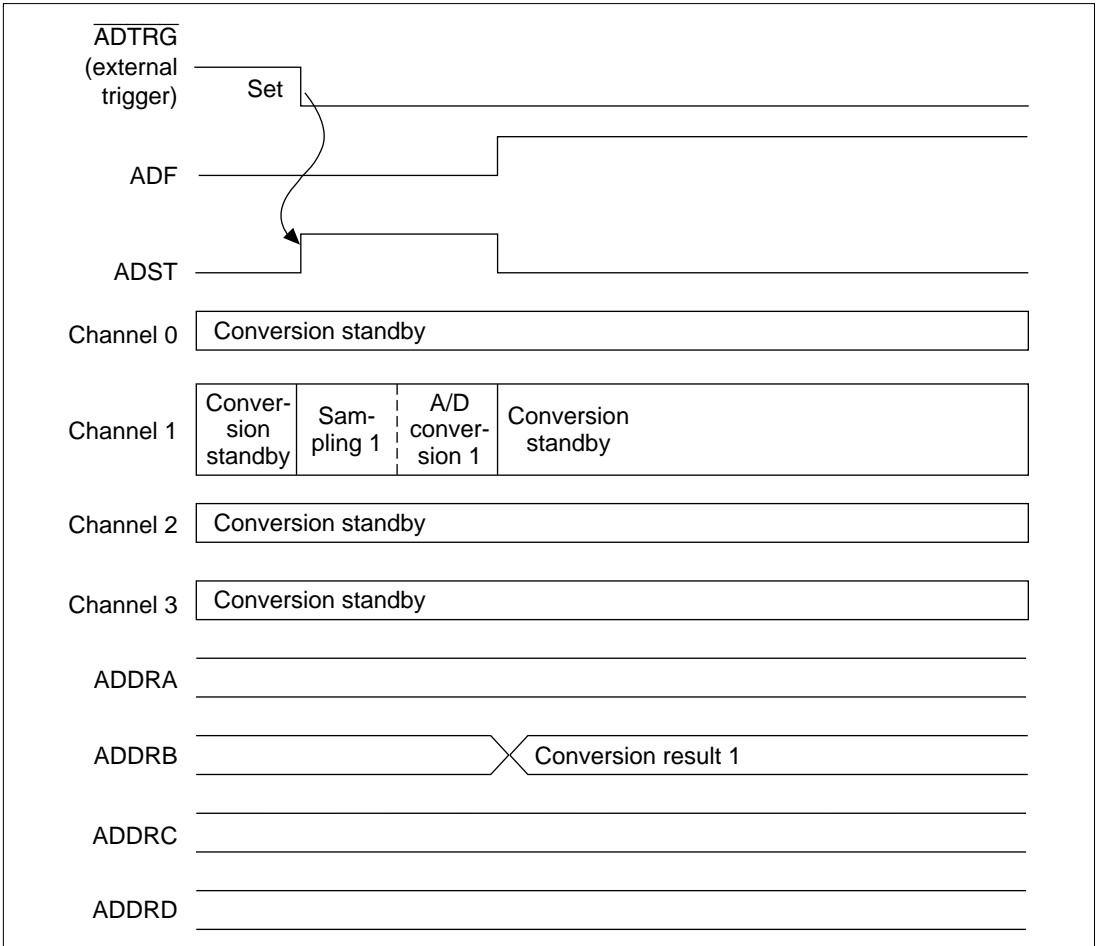 ADTRG
(external
trigger)
Set
ADF
ADST
Channel 0
Conversion standby
Channel 1
Conver-
sion
standby
Sam-
pling 1
A/D
conver-
sion 1
Conversion
standby
Channel 2
Conversion standby
Channel 3
Conversion standby
ADDRA
ADDRB
Conversion result 1
ADDRC
ADDRD